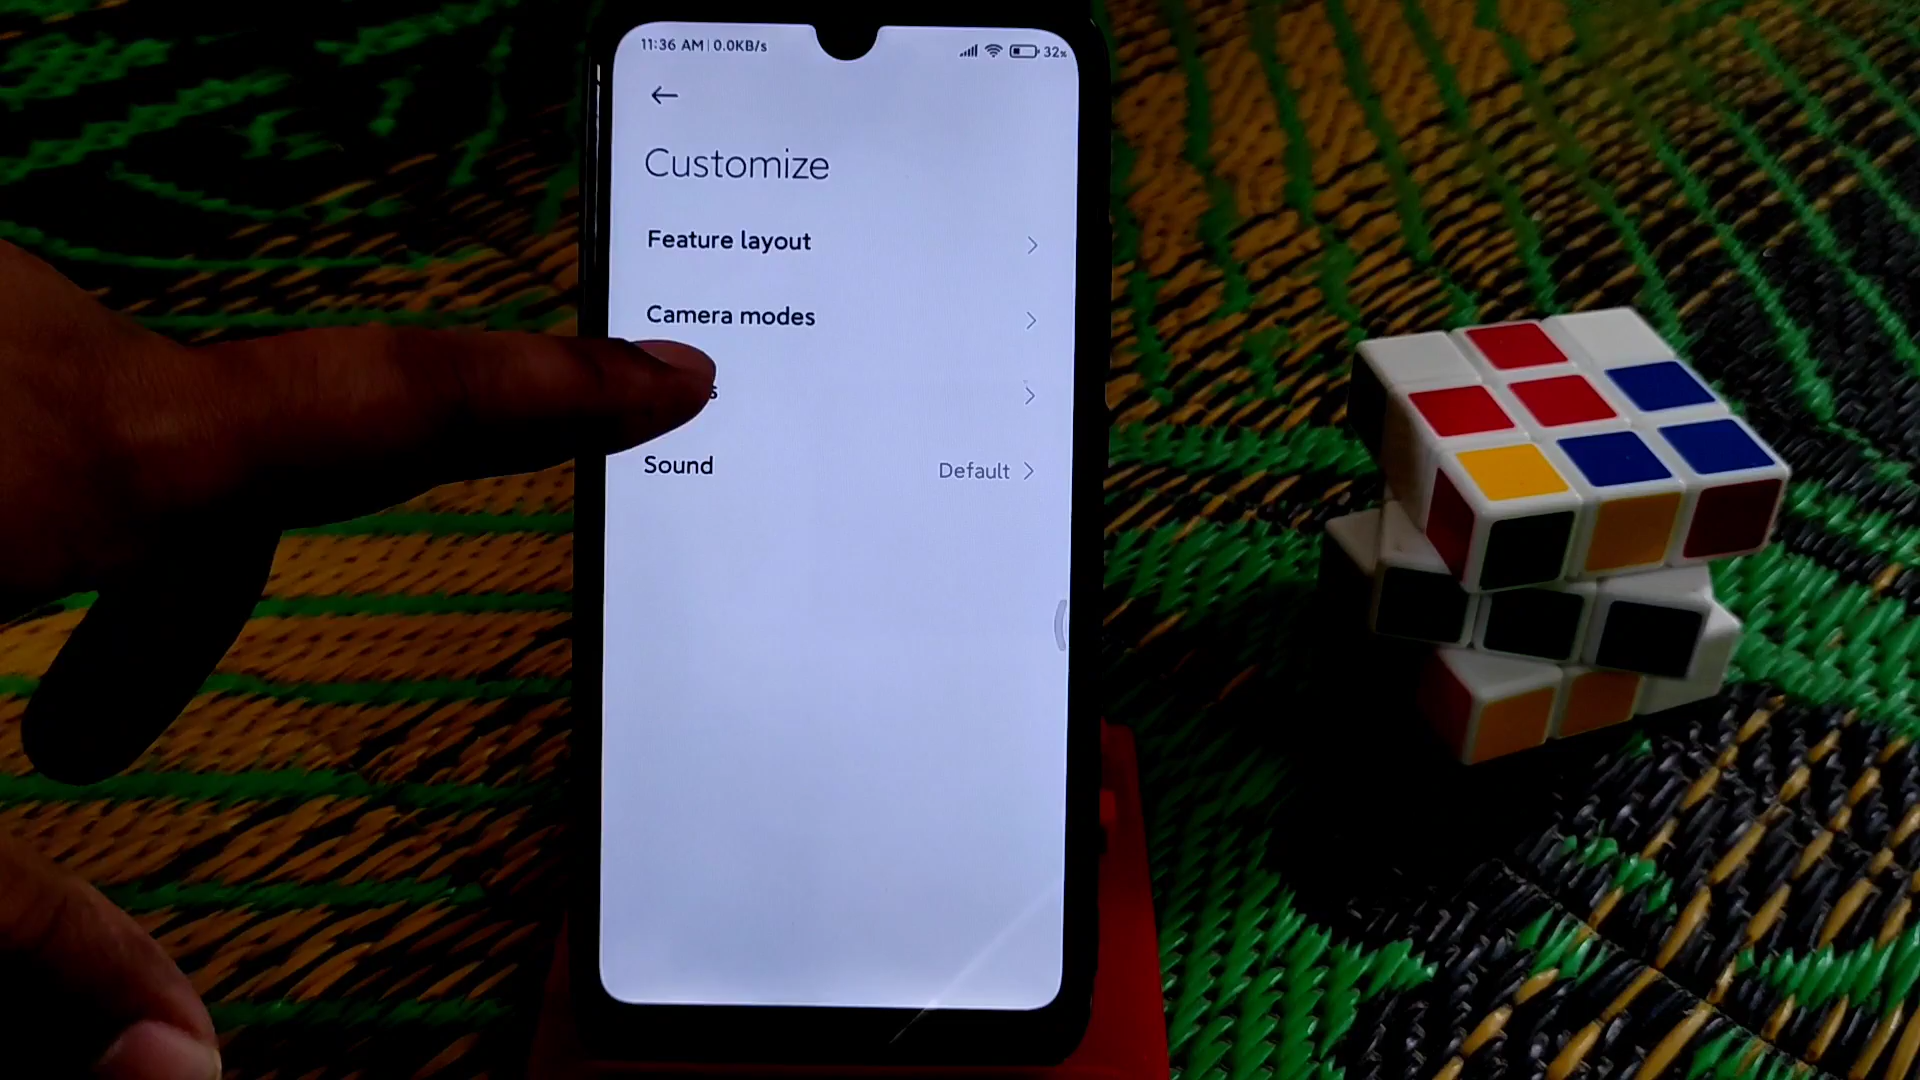 11:36 AM | 0.0KB/s 32%
Customize
Feature layout
Camera modes
Sound Default